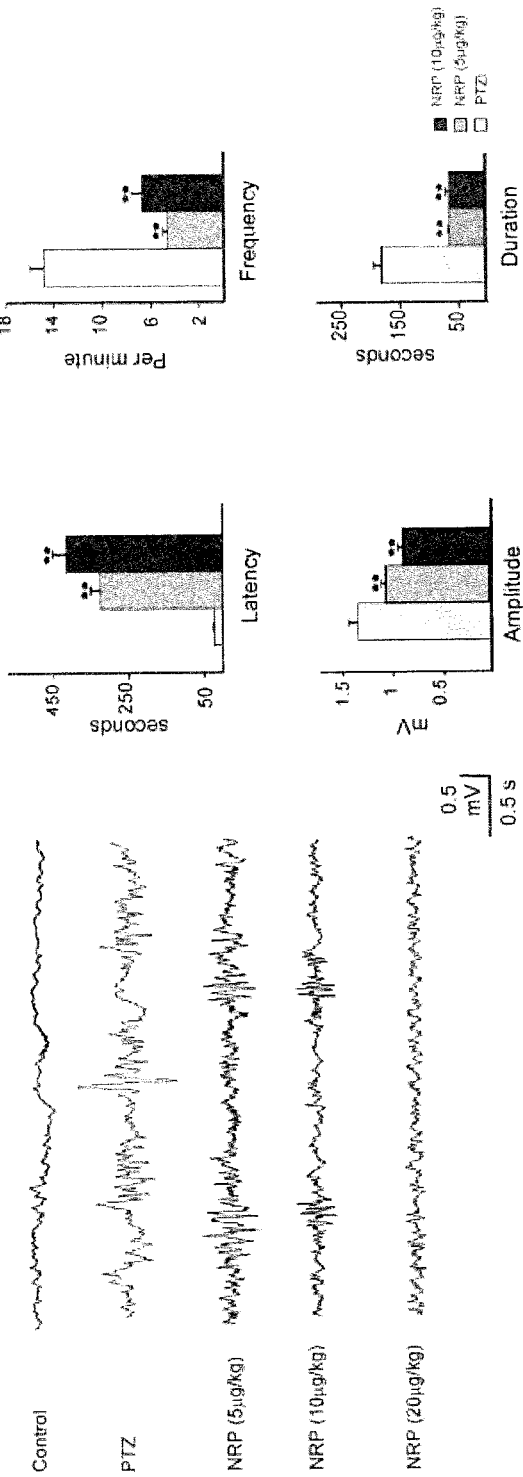 Control
PTZ
NRP (5µg/kg)
NRP (10µg/kg)
NRP (20µg/kg)
0.5
mV
0.5 s
seconds
450
250
50
**
**
Latency
Per minute
18
14
10
6
2
**
**
Frequency
mV
1.5
1
0.5
**
**
Amplitude
seconds
250
150
50
**
**
Duration
NRP (10µg/kg)
NRP (5µg/kg)
PTZ